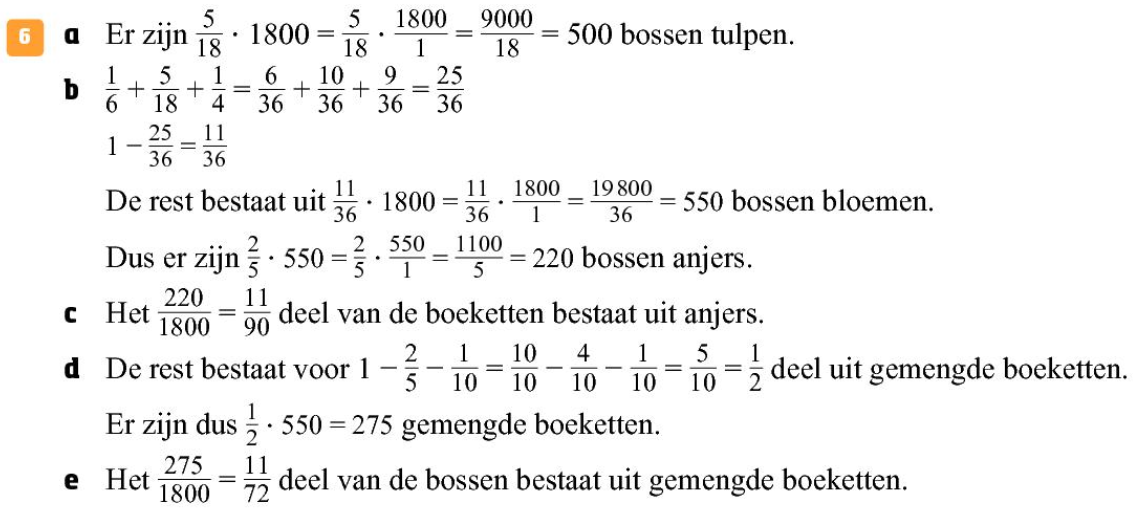 6 a Er zijn 5/18 · 1800 = 5/18 · 1800/1 = 9000/18 = 500 bossen tulpen.
b 1/6 + 5/18 + 1/4 = 6/36 + 10/36 + 9/36 = 25/36
1 − 25/36 = 11/36
De rest bestaat uit 11/36 · 1800 = 11/36 · 1800/1 = 19 800/36 = 550 bossen bloemen.
Dus er zijn 2/5 · 550 = 2/5 · 550/1 = 1100/5 = 220 bossen anjers.
c Het 220/1800 = 11/90 deel van de boeketten bestaat uit anjers.
d De rest bestaat voor 1 − 2/5 − 1/10 = 10/10 − 4/10 − 1/10 = 5/10 = 1/2 deel uit gemengde boeketten.
Er zijn dus 1/2 · 550 = 275 gemengde boeketten.
e Het 275/1800 = 11/72 deel van de bossen bestaat uit gemengde boeketten.